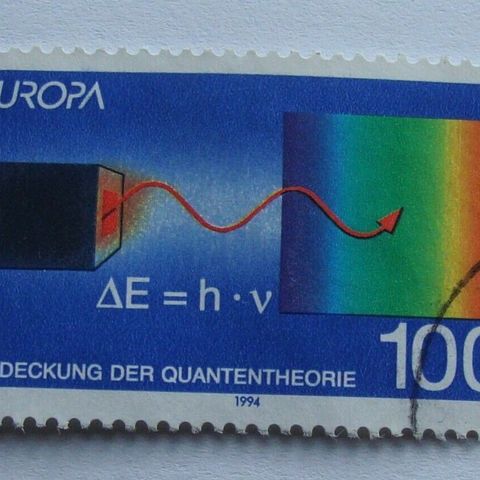 UROPA
ΔE = h · ν
100
DECKUNG DER QUANTENTHEORIE
1994